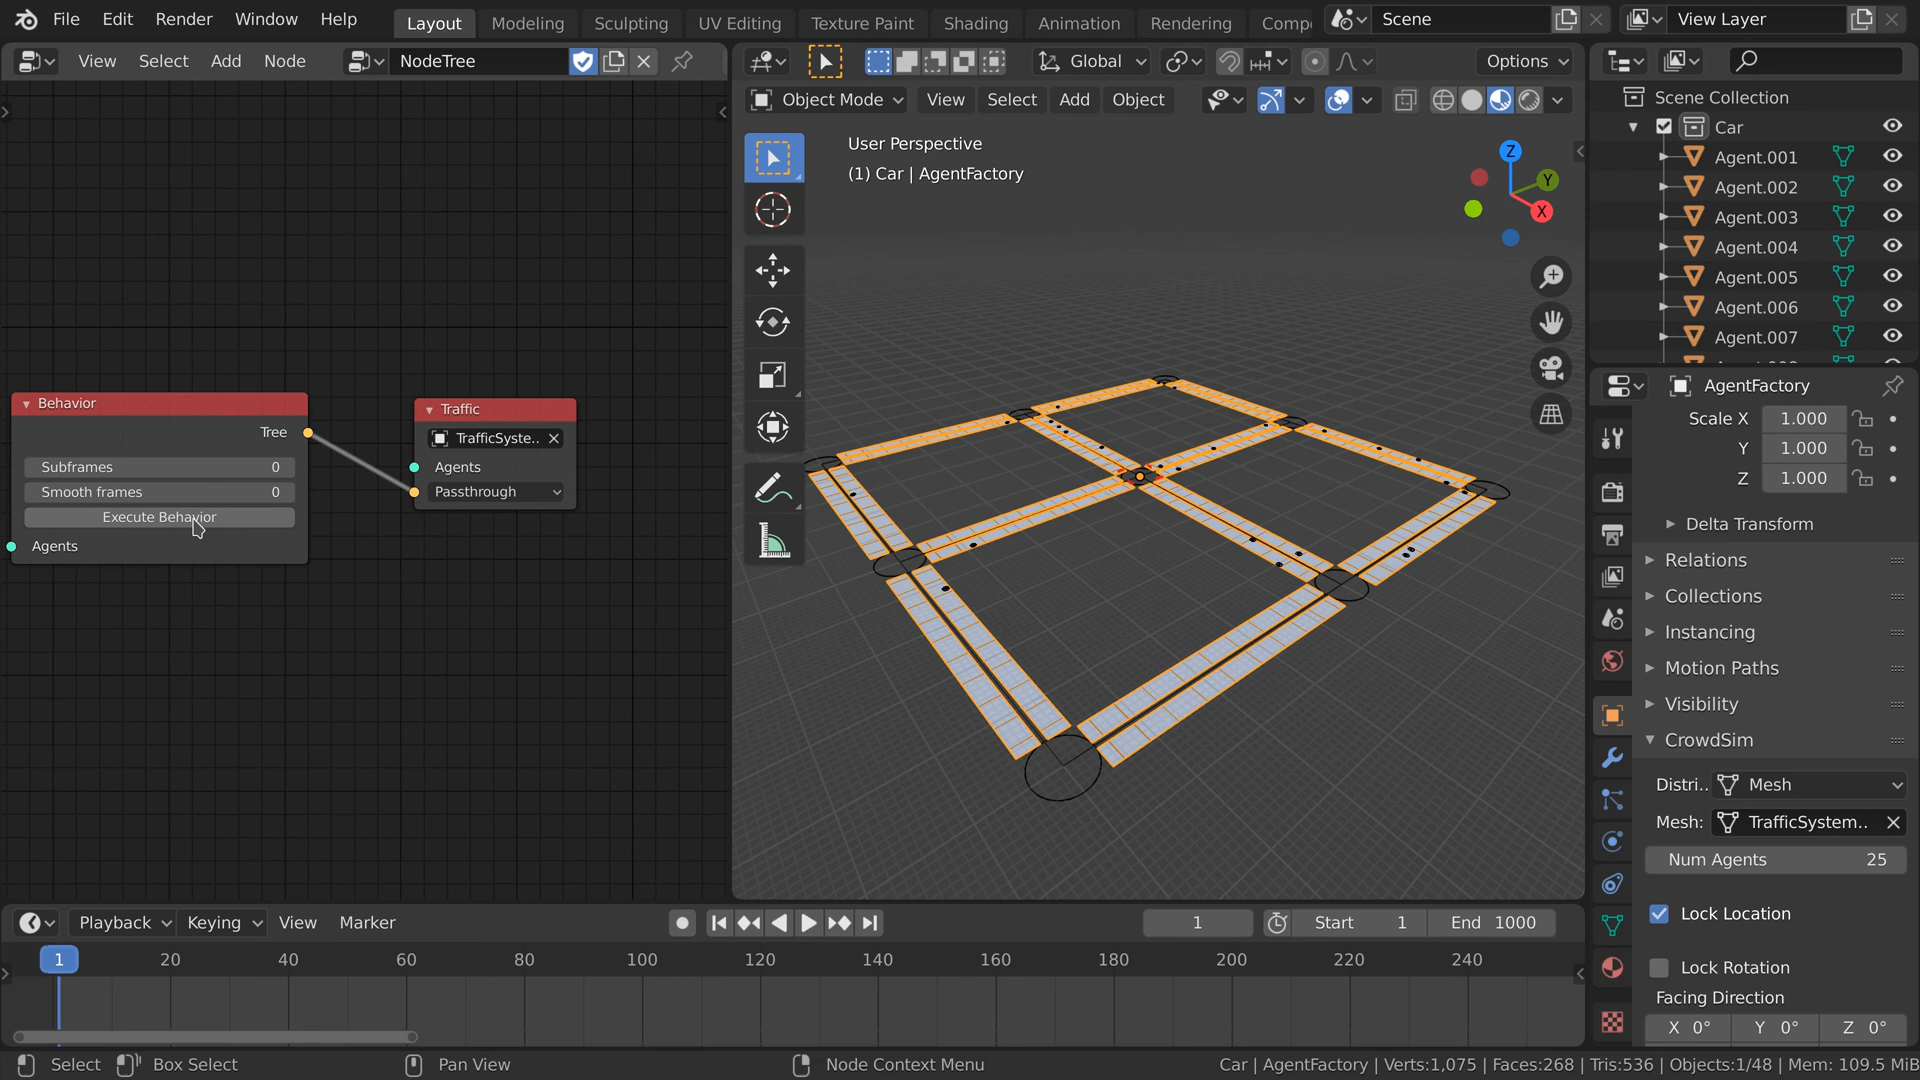 File Edit Render Window Help
Layout Modeling Sculpting UV Editing Texture Paint Shading Animation Rendering Comp
Scene
View Layer
View Select Add Node
NodeTree
Global
Options
Object Mode View Select Add Object
User Perspective
(1) Car | AgentFactory
Z
Y
X
Scene Collection
Car
Agent.001
Agent.002
Agent.003
Agent.004
Agent.005
Agent.006
Agent.007
Behavior
Tree
Subframes 0
Smooth frames 0
Execute Behavior
Agents
Traffic
TrafficSyste..
Agents
Passthrough
AgentFactory
Scale X 1.000
Y 1.000
Z 1.000
Delta Transform
Relations
Collections
Instancing
Motion Paths
Visibility
CrowdSim
Distri.. Mesh
Mesh: TrafficSystem..
Num Agents 25
Lock Location
Lock Rotation
Facing Direction
X 0° Y 0° Z 0°
Playback Keying View Marker
1
Start 1
End 1000
1 20 40 60 80 100 120 140 160 180 200 220 240
Select Box Select Pan View Node Context Menu
Car | AgentFactory | Verts:1,075 | Faces:268 | Tris:536 | Objects:1/48 | Mem: 109.5 MiB